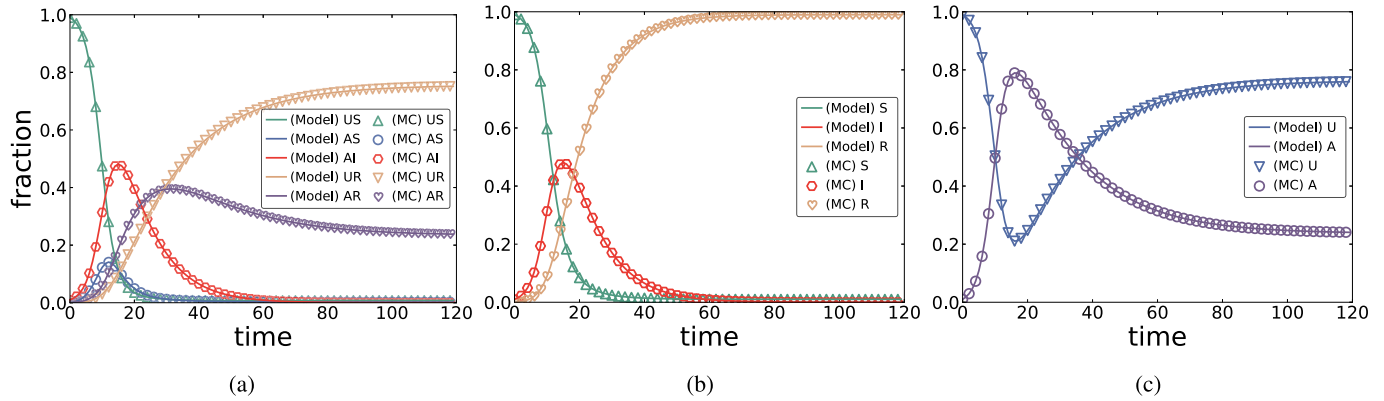 1.0
0.8
0.6
0.4
0.2
0.0
fraction
(Model) US (MC) US
(Model) AS (MC) AS
(Model) AI (MC) AI
(Model) UR (MC) UR
(Model) AR (MC) AR
0 20 40 60 80 100 120
time
(a)
1.0
0.8
0.6
0.4
0.2
0.0
(Model) S
(Model) I
(Model) R
(MC) S
(MC) I
(MC) R
0 20 40 60 80 100 120
time
(b)
1.0
0.8
0.6
0.4
0.2
0.0
(Model) U
(Model) A
(MC) U
(MC) A
0 20 40 60 80 100 120
time
(c)